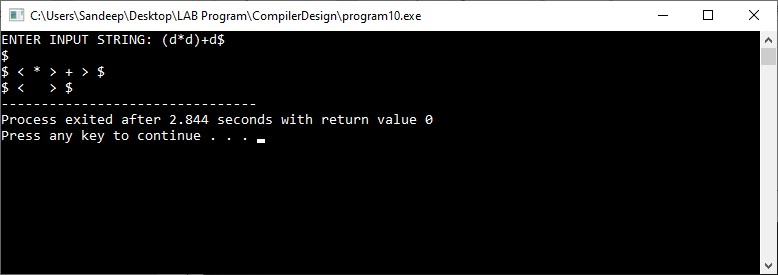 C:\Users\Sandeep\Desktop\LAB Program\CompilerDesign\program10.exe
ENTER INPUT STRING: (d*d)+d$
$
$ < * > + > $
$ <   > $
--------------------------------
Process exited after 2.844 seconds with return value 0
Press any key to continue . . .